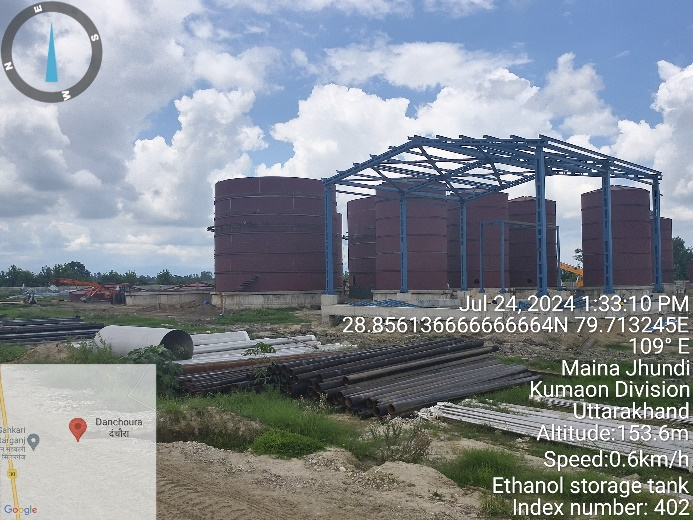 E
S
N
W
Jul 24, 2024 1:33:10 PM
28.856136666666664N 79.713245E
109° E
Maina Jhundi
Kumaon Division
Uttarakhand
Altitude:153.6m
Speed:0.6km/h
Ethanol storage tank
Index number: 402
Danchoura
दंचौरा
Sahkari
Google